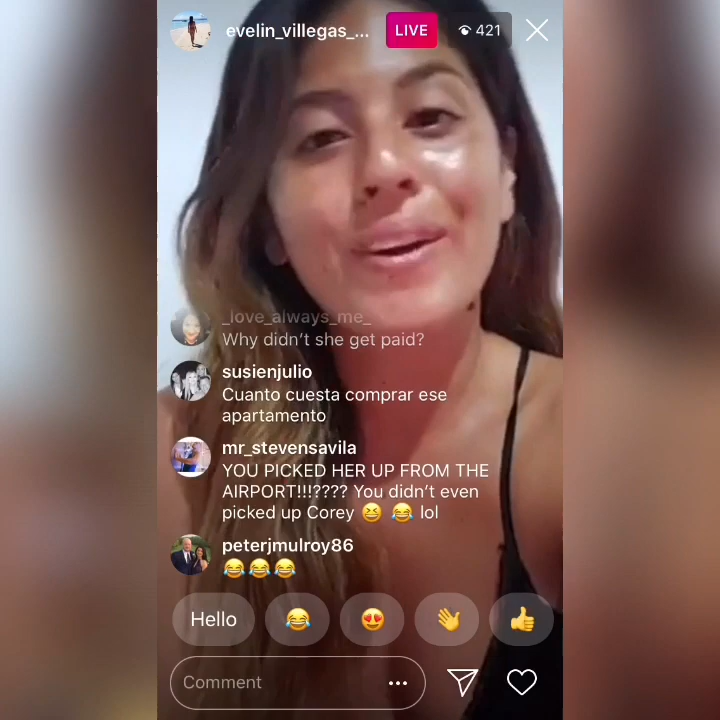 evelin_villegas_...
LIVE
421
_love_always_me_
Why didn't she get paid?
susienjulio
Cuanto cuesta comprar ese
apartamento
mr_stevensavila
YOU PICKED HER UP FROM THE
AIRPORT!!!???? You didn't even
picked up Corey 😆 😂 lol
peterjmulroy86
😂😂😂
Hello 😂 😍 👋 👍
Comment